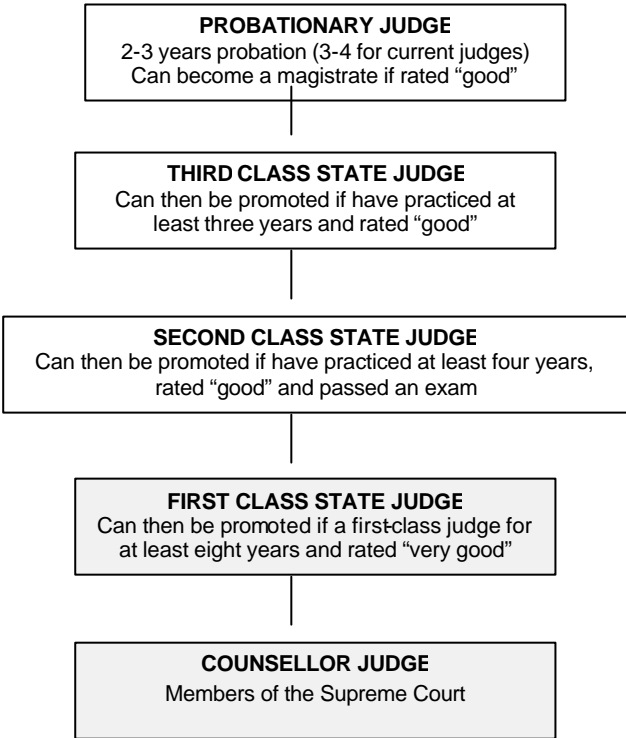 PROBATIONARY JUDGE
2-3 years probation (3-4 for current judges)
Can become a magistrate if rated “good”
THIRD CLASS STATE JUDGE
Can then be promoted if have practiced at
least three years and rated “good”
SECOND CLASS STATE JUDGE
Can then be promoted if have practiced at least four years,
rated “good” and passed an exam
FIRST CLASS STATE JUDGE
Can then be promoted if a first-class judge for
at least eight years and rated “very good”
COUNSELLOR JUDGE
Members of the Supreme Court